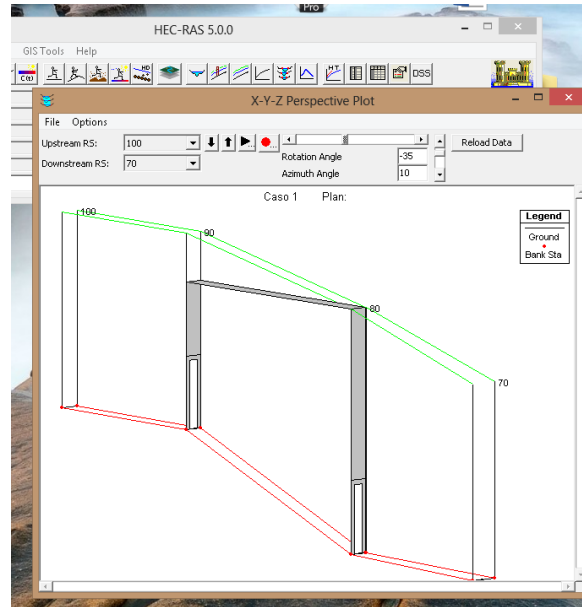 Pro
HEC-RAS 5.0.0
GIS Tools Help
HD
H,T,
DSS
X-Y-Z Perspective Plot
File Options
Upstream RS: 100
Reload Data
Downstream RS: 70
Rotation Angle -35
Azimuth Angle 10
Caso 1 Plan:
Legend
Ground
Bank Sta
100
90
80
70